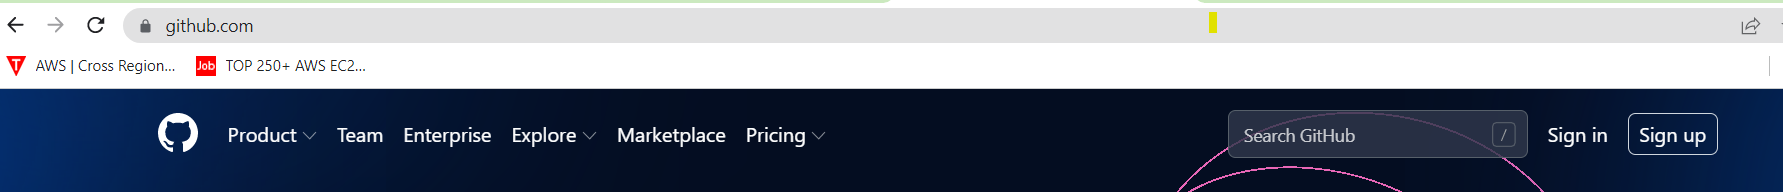 github.com
T AWS | Cross Region...
Job TOP 250+ AWS EC2...
Product Team Enterprise Explore Marketplace Pricing Search GitHub / Sign in Sign up